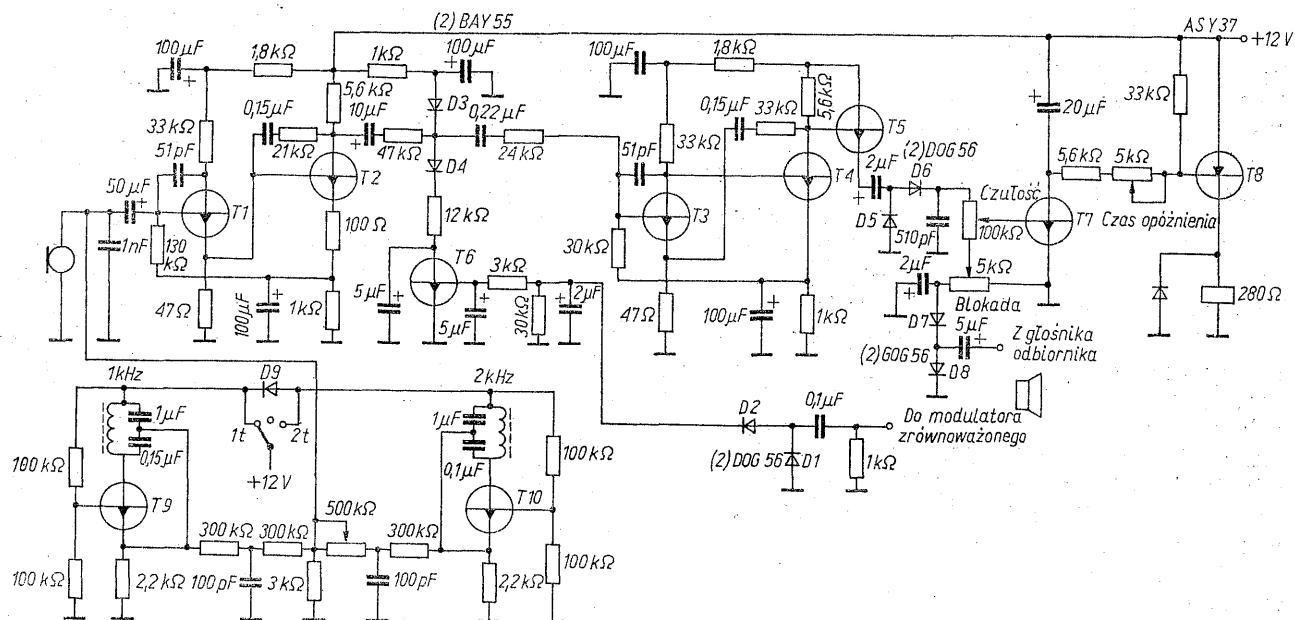 (2) BAY 55
ASY 37
+12 V
100 µF
+
1,8 kΩ
1 kΩ
+
100 µF
100 µF
+
1,8 kΩ
5,6 kΩ
D3
0,15 µF
10 µF
+
0,22 µF
33 kΩ
51 pF
21 kΩ
47 kΩ
24 kΩ
D4
T2
50 µF
+
T1
1 nF
130 kΩ
100 Ω
12 kΩ
47 Ω
100 µF
+
1 kΩ
T6
5 µF
+
3 kΩ
5 µF
+
30 kΩ
+
2 µF
0,15 µF
33 kΩ
5,6 kΩ
33 kΩ
51 pF
T5
T4
T3
30 kΩ
47 Ω
100 µF
+
1 kΩ
2 µF
+
(2) DOG 56
D6
D5
510 pF
Czułość
100 kΩ
+
20 µF
33 kΩ
5,6 kΩ
5 kΩ
T8
Czas opóźnienia
T7
2 µF
+
5 kΩ
Blokada
280 Ω
D7
5 µF
+
Z głośnika
odbiornika
(2) GOG 56
D8
1 kHz
D9
2 kHz
1 µF
0,15 µF
1t
2t
+12 V
1 µF
0,1 µF
100 kΩ
T9
100 kΩ
2,2 kΩ
300 kΩ
300 kΩ
500 kΩ
300 kΩ
100 pF
3 kΩ
100 pF
T10
2,2 kΩ
100 kΩ
100 kΩ
D2
0,1 µF
Do modulatora
zrównoważonego
(2) DOG 56
D1
1 kΩ